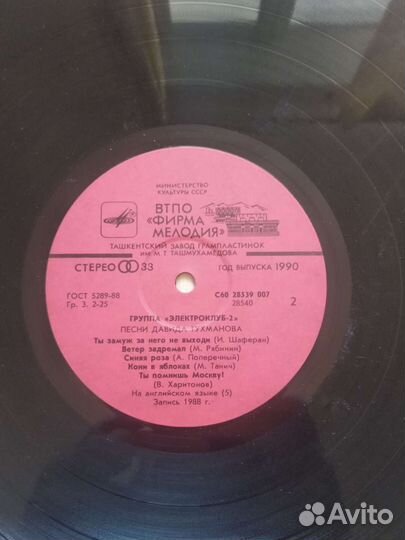 МИНИСТЕРСТВО
КУЛЬТУРЫ СССР
ВТПО
«ФИРМА
МЕЛОДИЯ»
ТАШКЕНТСКИЙ ЗАВОД ГРАМПЛАСТИНОК
ИМ. М. Т. ТАШМУХАМЕДОВА
СТЕРЕО 33 ГОД ВЫПУСКА 1990
ГОСТ 5289-88 С60 28539 007
Гр. 3. 2-25 28540 2
ГРУППА «ЭЛЕКТРОКЛУБ-2»
ПЕСНИ ДАВИДА ТУХМАНОВА
Ты замуж за него не выходи (И. Шаферан)
Ветер задремал (М. Рябинин)
Синяя роза (А. Поперечный)
Кони в яблоках (М. Танич)
Ты помнишь Москву!
(В. Харитонов)
На английском языке (5)
Запись 1988 г.
Avito